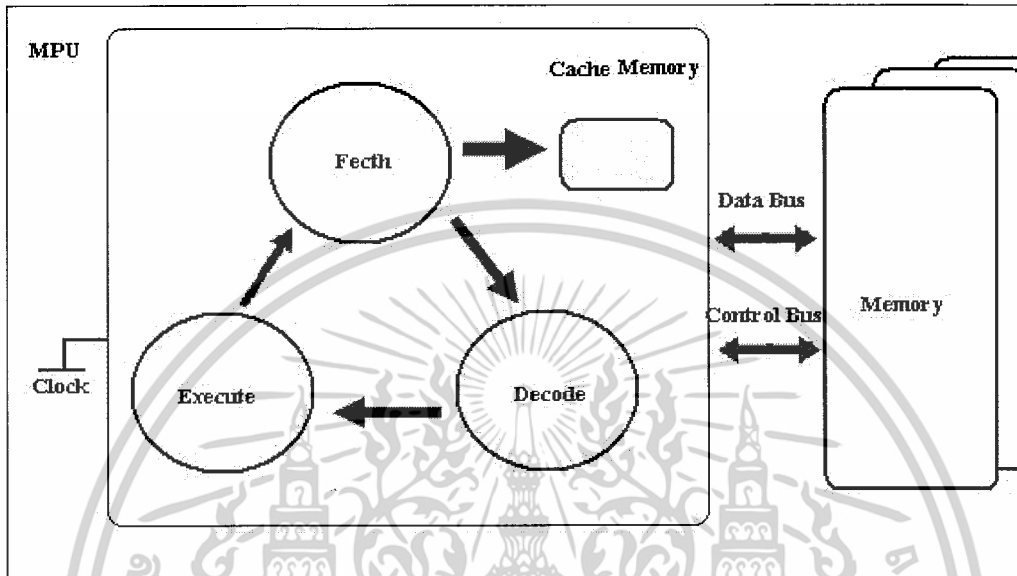 MPU
Cache Memory
Fecth
Data Bus
Control Bus
Memory
Clock
Execute
Decode